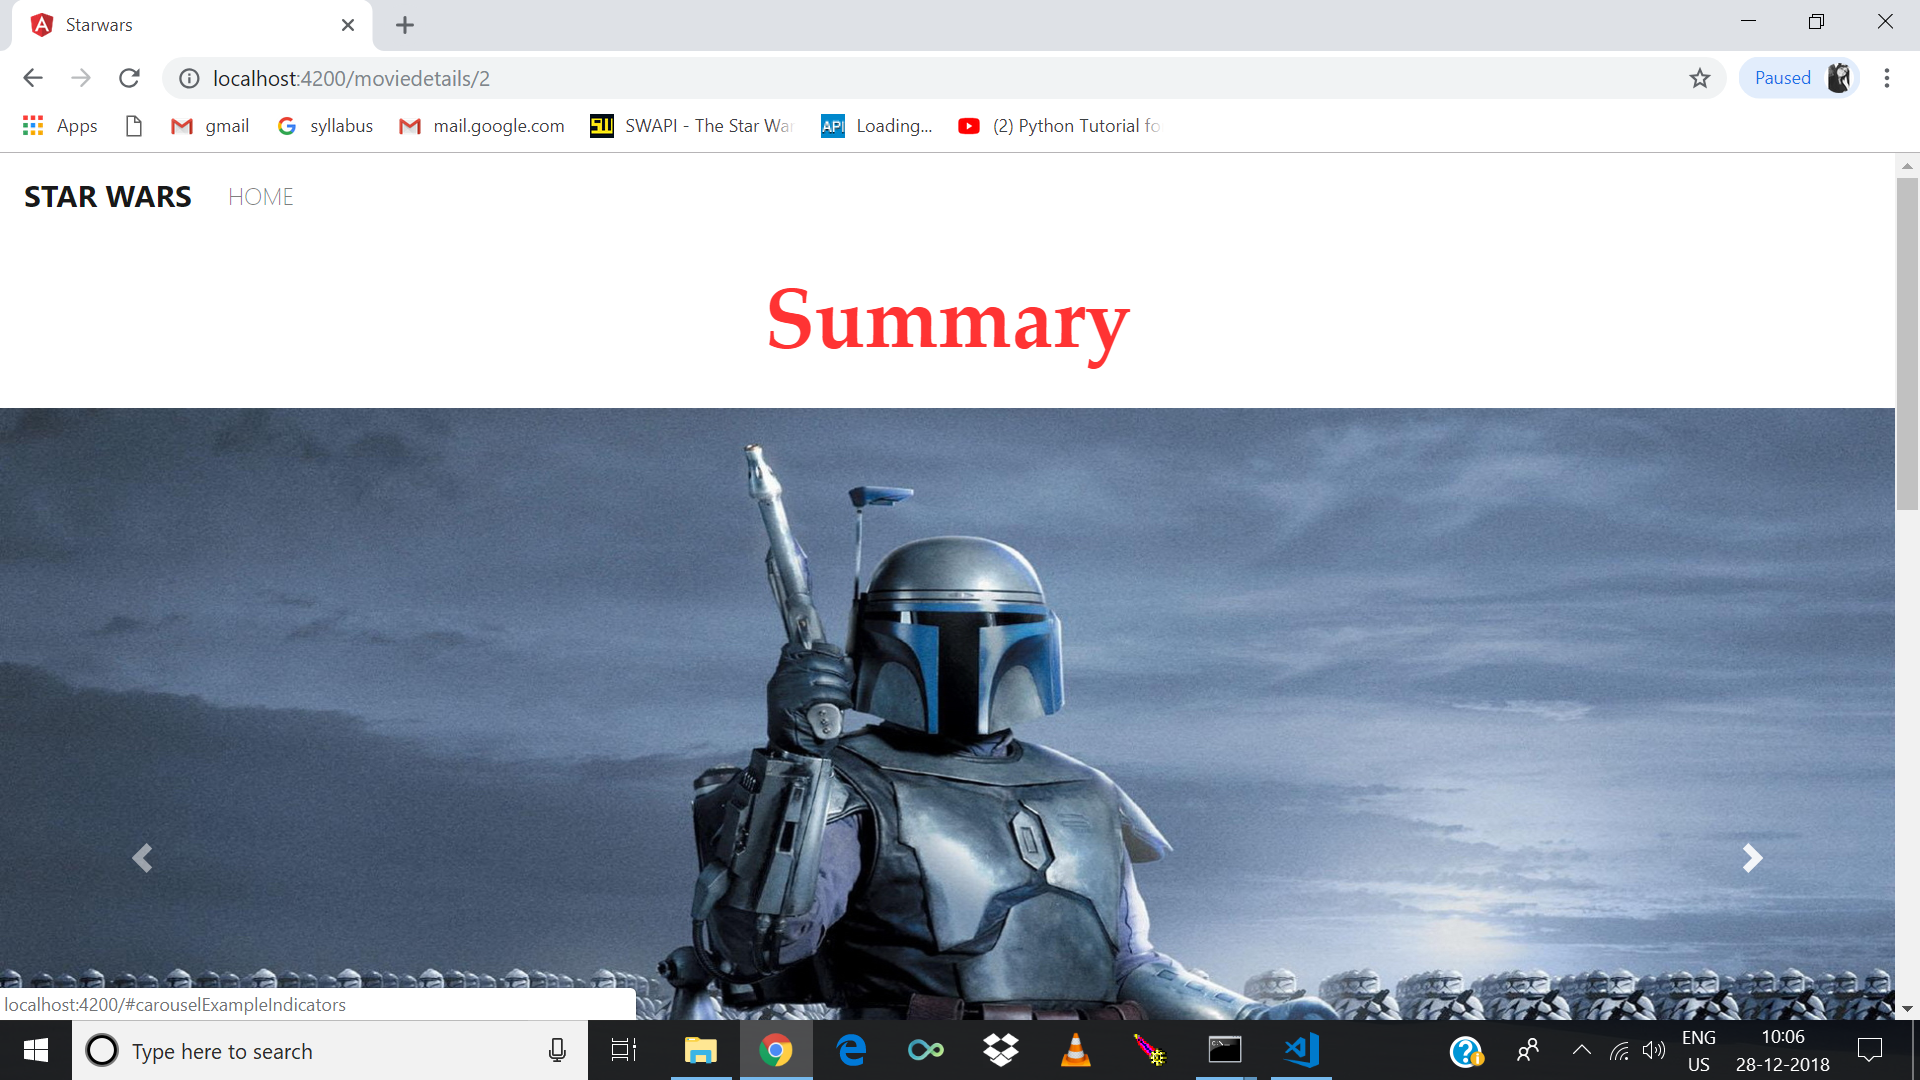 Starwars
localhost:4200/moviedetails/2
Paused
Apps
gmail
syllabus
mail.google.com
SWAPI - The Star War
API
Loading...
(2) Python Tutorial fo
STAR WARS
HOME
Summary
localhost:4200/#carouselExampleIndicators
Type here to search
ENG
US
10:06
28-12-2018